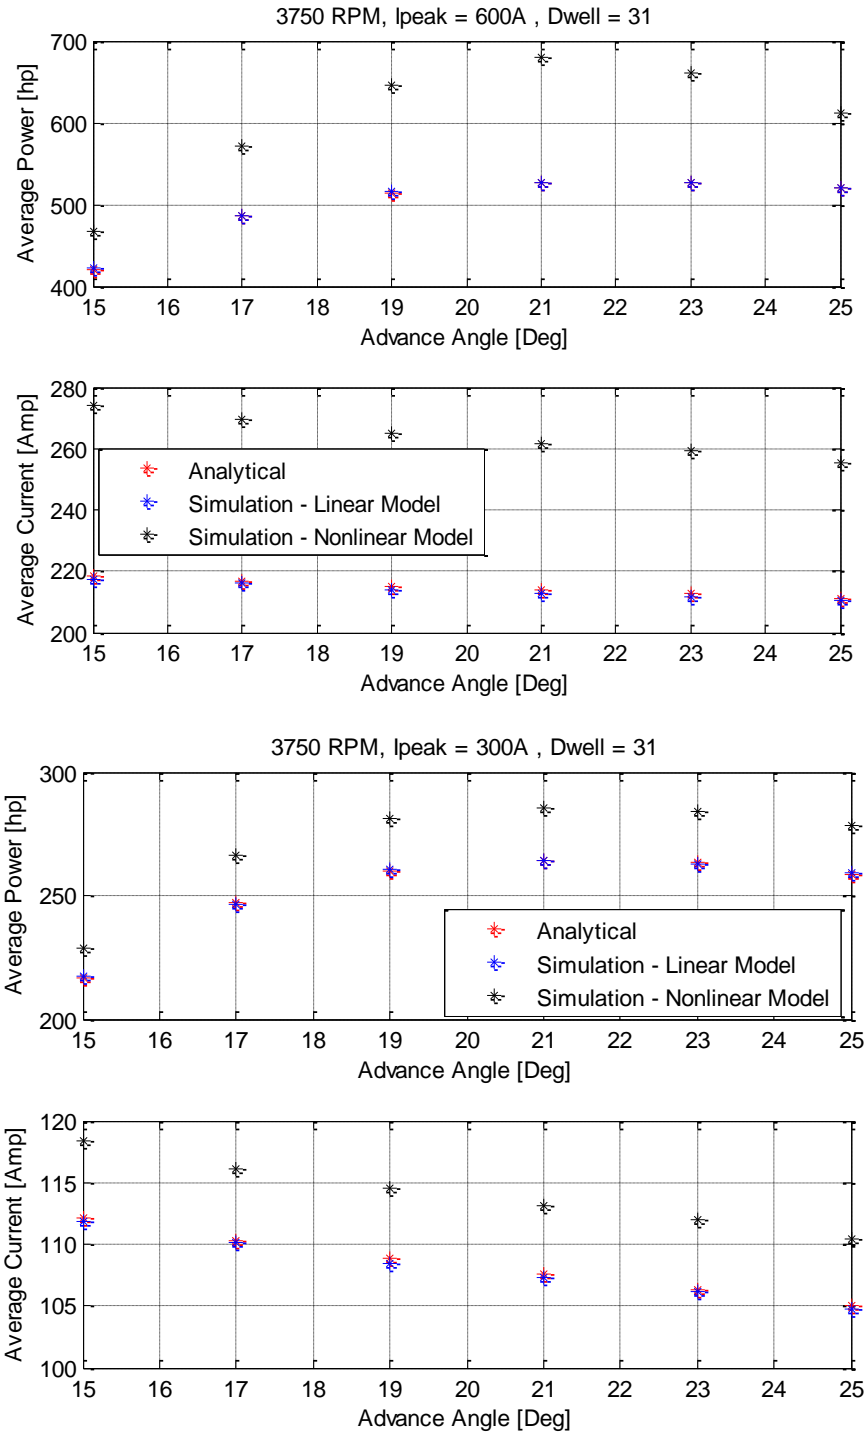 3750 RPM, Ipeak = 600A , Dwell = 31
Average Power [hp]
700
600
500
400
15 16 17 18 19 20 21 22 23 24 25
Advance Angle [Deg]
Average Current [Amp]
280
260
240
220
200
Analytical
Simulation - Linear Model
Simulation - Nonlinear Model
15 16 17 18 19 20 21 22 23 24 25
Advance Angle [Deg]
3750 RPM, Ipeak = 300A , Dwell = 31
Average Power [hp]
300
250
200
Analytical
Simulation - Linear Model
Simulation - Nonlinear Model
15 16 17 18 19 20 21 22 23 24 25
Advance Angle [Deg]
Average Current [Amp]
120
115
110
105
100
15 16 17 18 19 20 21 22 23 24 25
Advance Angle [Deg]